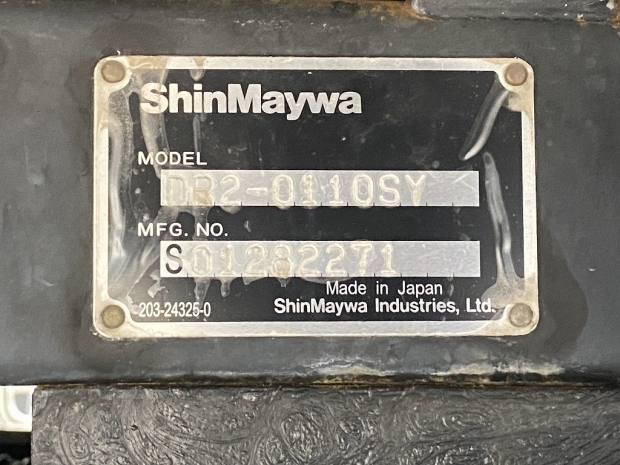 ShinMaywa
MODEL
DR2-0110SY
MFG. NO.
S01282271
Made in Japan
203-24325-0
ShinMaywa Industries, Ltd.